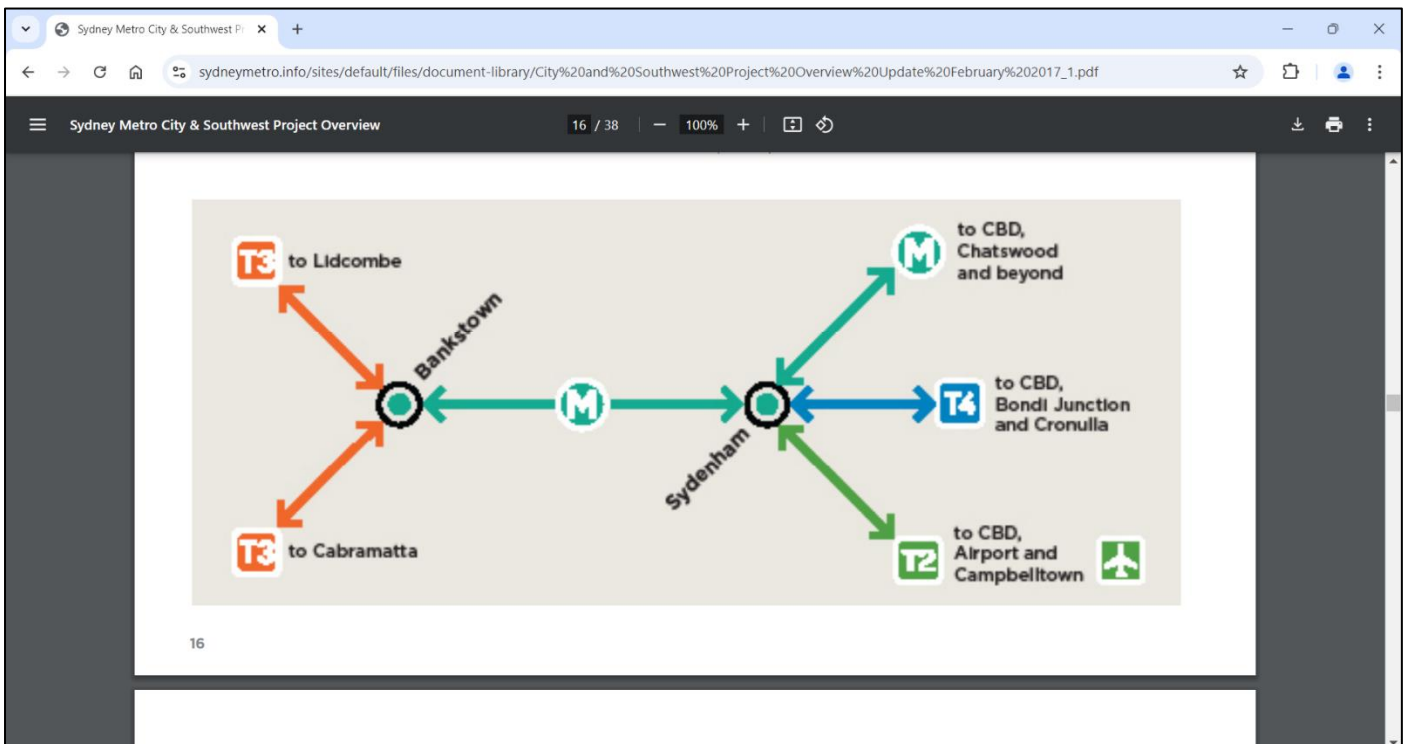 Sydney Metro City & Southwest Pr
sydneymetro.info/sites/default/files/document-library/City%20and%20Southwest%20Project%20Overview%20Update%20February%202017_1.pdf
Sydney Metro City & Southwest Project Overview
16 / 38
100%
T3 to Lidcombe
Bankstown
M
Sydenham
T3 to Cabramatta
M
to CBD,
Chatswood
and beyond
T4
to CBD,
Bondi Junction
and Cronulla
T2
to CBD,
Airport and
Campbelltown
16